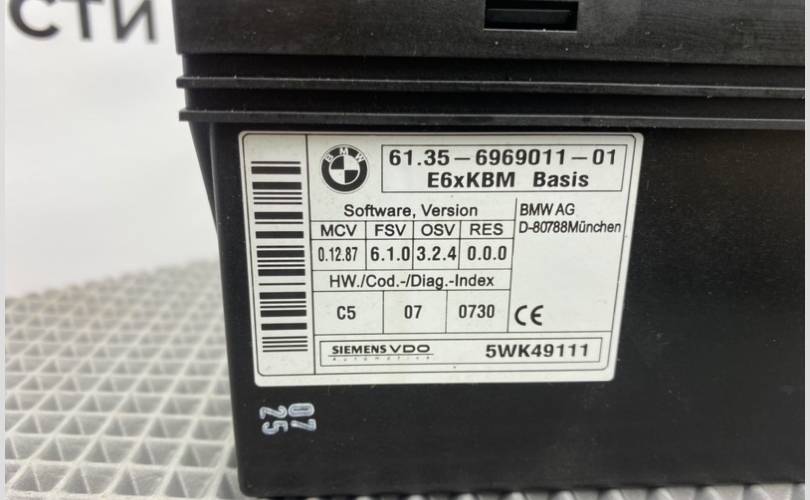 СТИ
BMW
61.35-6969011-01
E6xKBM Basis
Software, Version
MCV FSV OSV RES
0.12.87 6.1.0 3.2.4 0.0.0
BMW AG
D-80788München
HW./Cod.-/Diag.-Index
C5 07 0730
CE
SIEMENS VDO
Automotive
5WK49111
07
25